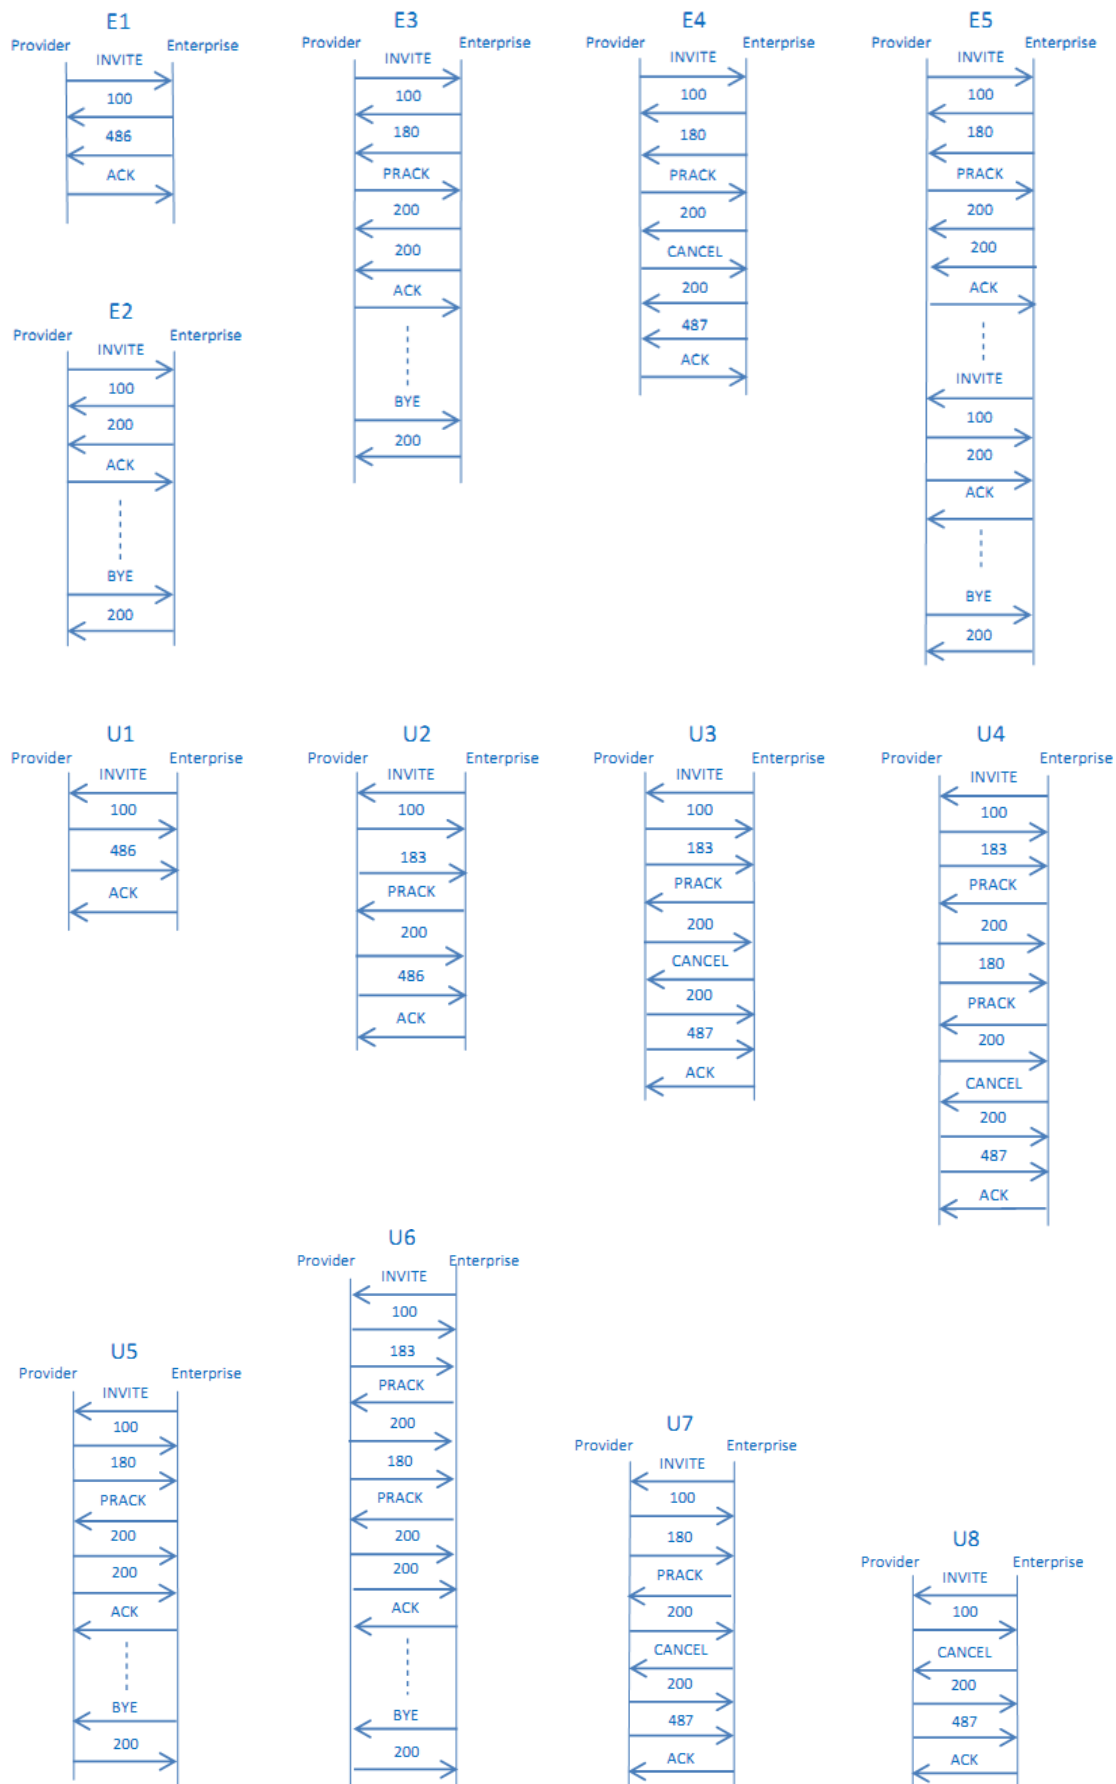 E1
Provider Enterprise
INVITE
100
486
ACK
E2
Provider Enterprise
INVITE
100
200
ACK
BYE
200
E3
Provider Enterprise
INVITE
100
180
PRACK
200
200
ACK
BYE
200
E4
Provider Enterprise
INVITE
100
180
PRACK
200
CANCEL
200
487
ACK
E5
Provider Enterprise
INVITE
100
180
PRACK
200
200
ACK
INVITE
100
200
ACK
BYE
200
U1
Provider Enterprise
INVITE
100
486
ACK
U2
Provider Enterprise
INVITE
100
183
PRACK
200
486
ACK
U3
Provider Enterprise
INVITE
100
183
PRACK
200
CANCEL
200
487
ACK
U4
Provider Enterprise
INVITE
100
183
PRACK
200
180
PRACK
200
CANCEL
200
487
ACK
U5
Provider Enterprise
INVITE
100
180
PRACK
200
200
ACK
BYE
200
U6
Provider Enterprise
INVITE
100
183
PRACK
200
180
PRACK
200
200
ACK
BYE
200
U7
Provider Enterprise
INVITE
100
180
PRACK
200
CANCEL
200
487
ACK
U8
Provider Enterprise
INVITE
100
CANCEL
200
487
ACK